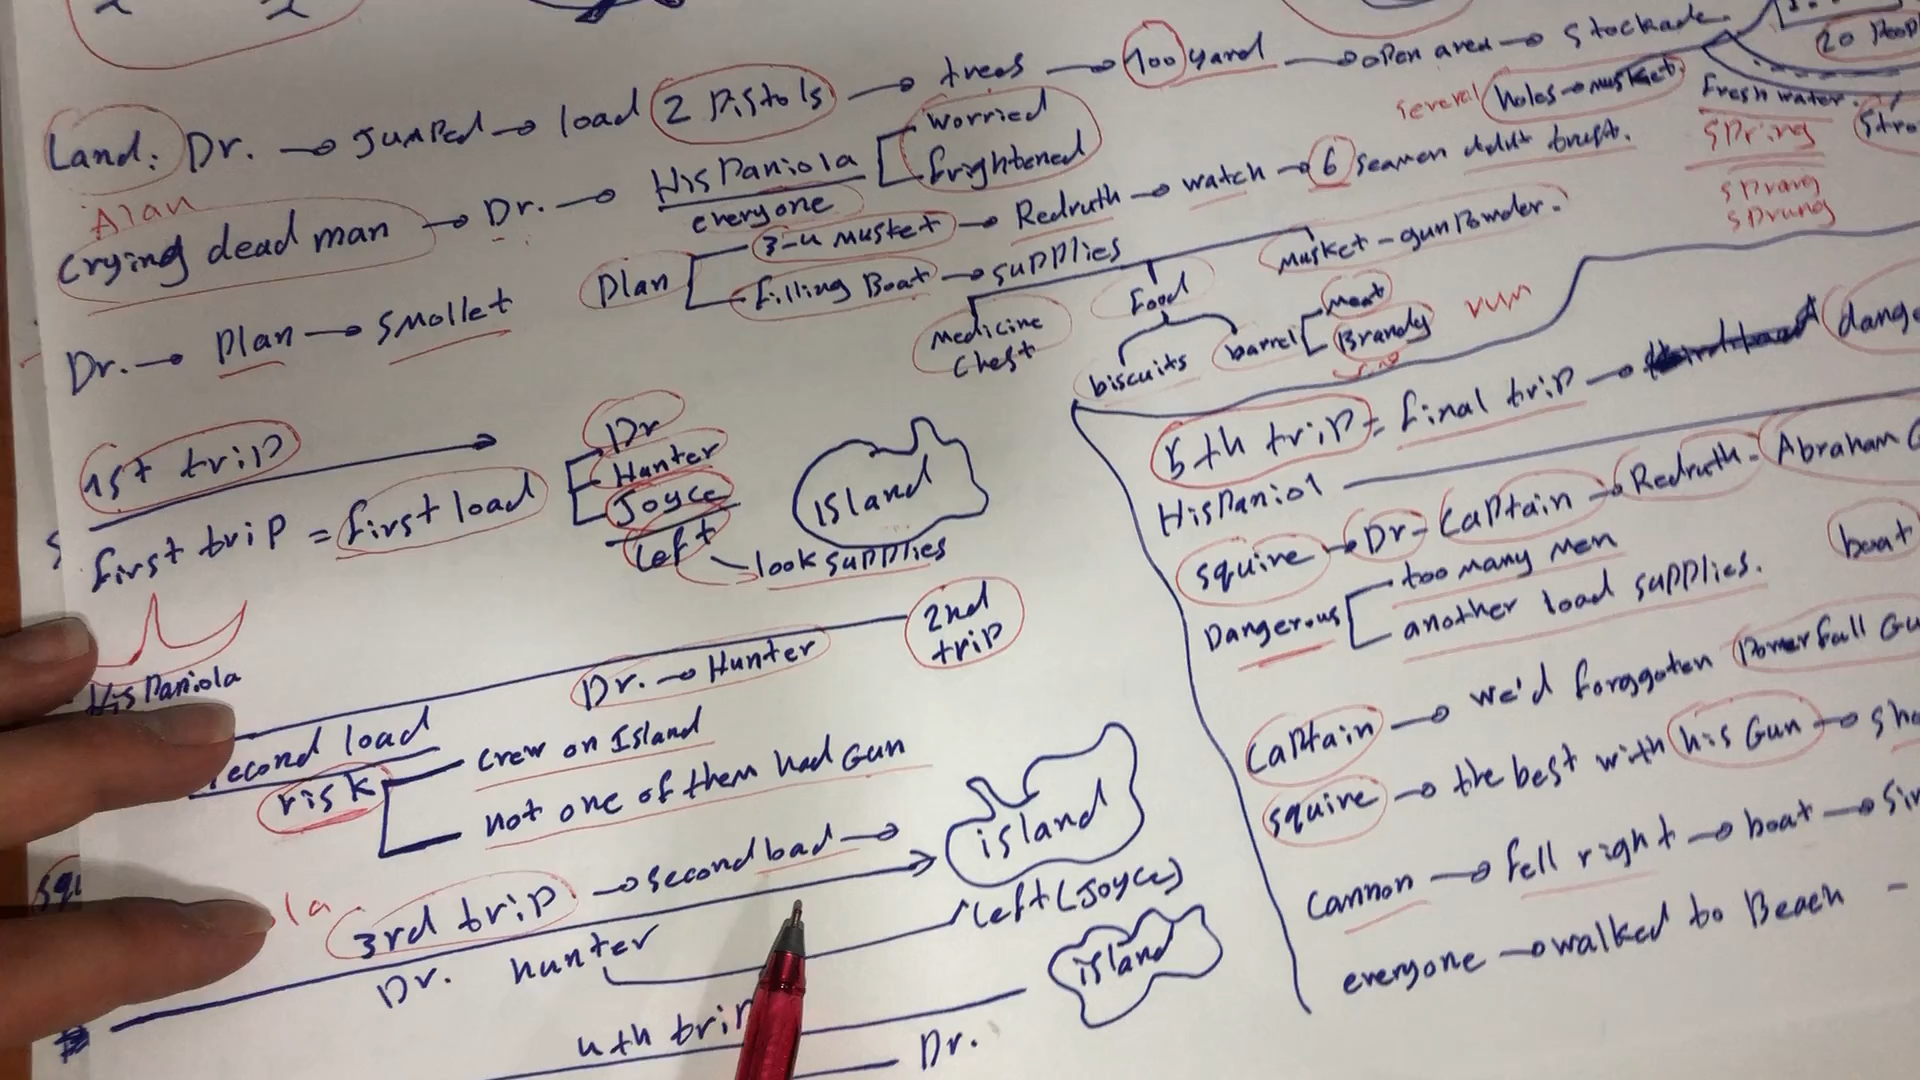 Land: Dr. → Jumped → load 2 Pistols → trees → 100 yard → open area → stockade
20
several holes → musket.
Fresh water.
Spring
sprang
sprung
Alan
Crying dead man → Dr. → HisPaniola
everyone
worried
frightened
Plan
3-4 musket → Redruth → watch → 6 seamen didn't trust.
filling Boat → supplies
Medicine Chest
Food
Musket - gunpowder.
biscuits
barrel
Meat
Brandy
rum
Dr. → Plan → Smollet
1st trip
first trip = first load
Dr
Hunter
Joyce
left
look supplies
island
HisPaniola
2nd trip
Dr. → Hunter
second load
risk
crew on Island
not one of them had Gun
la
3rd trip → second bad →
island
Dr. hunter
left (Joyce)
4th trip
island
Dr.
5th trip = final trip →
HisPaniol
squire → Dr - Captain → Redruth - Abraham
Dangerous
too many men
another load supplies.
boat
Captain → we'd forggoten Powerfull
squire → the best with his Gun →
Cannon → fell right → boat →
everyone → walked to Beach -